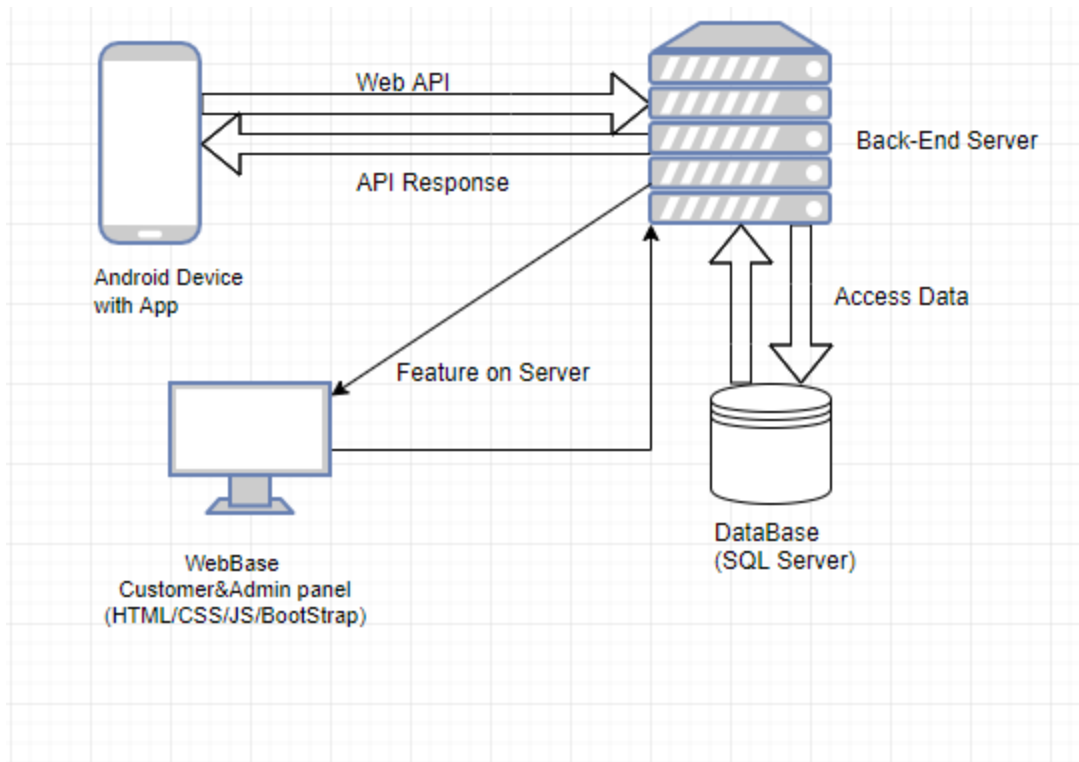 Web API
Back-End Server
API Response
Android Device
with App
Access Data
Feature on Server
DataBase
(SQL Server)
WebBase
Customer&Admin panel
(HTML/CSS/JS/BootStrap)